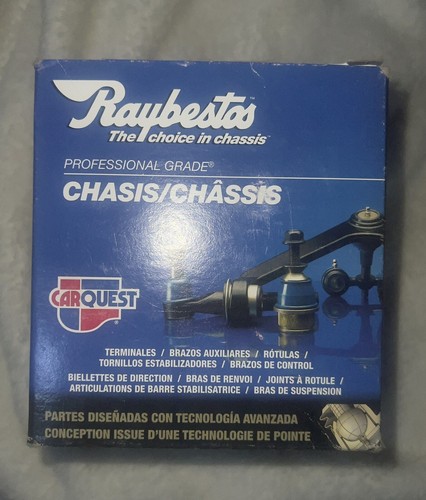 Raybestos™
The choice in chassis™
PROFESSIONAL GRADE®
CHASIS/CHÂSSIS
CARQUEST
TERMINALES / BRAZOS AUXILIARES / RÓTULAS /
TORNILLOS ESTABILIZADORES / BRAZOS DE CONTROL
BIELLETTES DE DIRECTION / BRAS DE RENVOI / JOINTS À ROTULE /
ARTICULATIONS DE BARRE STABILISATRICE / BRAS DE SUSPENSION
PARTES DISEÑADAS CON TECNOLOGÍA AVANZADA
CONCEPTION ISSUE D'UNE TECHNOLOGIE DE POINTE